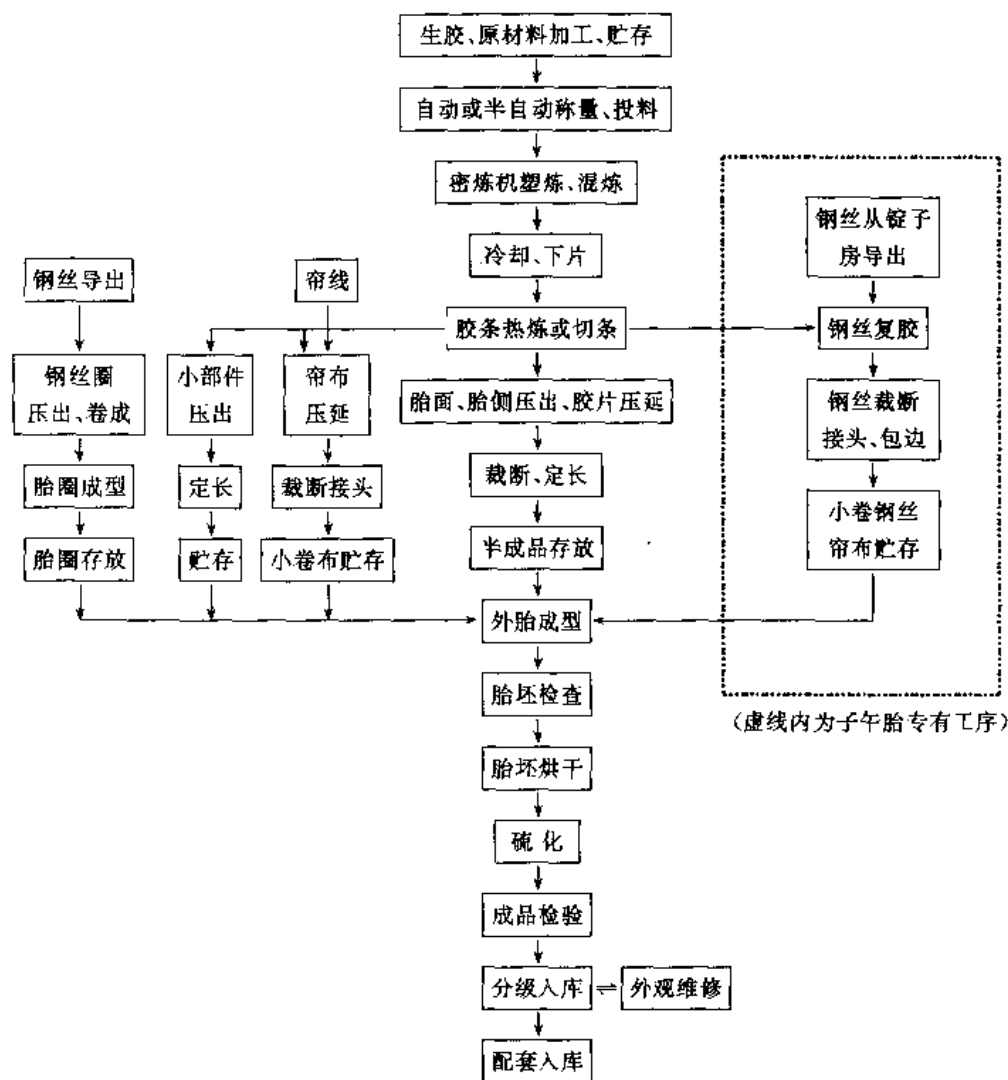 生胶、原材料加工、贮存
自动或半自动称量、投料
密炼机塑炼、混炼
钢丝从锭子
房导出
冷却、下片
钢丝导出
帘线
胶条热炼或切条
钢丝复胶
钢丝圈
压出、卷成
小部件
压出
帘布
压延
胎面、胎侧压出、胶片压延
钢丝裁断
接头、包边
胎圈成型
定长
裁断接头
裁断、定长
小卷钢丝
帘布贮存
胎圈存放
贮存
小卷布贮存
半成品存放
外胎成型
胎坯检查
(虚线内为子午胎专有工序)
胎坯烘干
硫化
成品检验
分级入库 ⇌ 外观维修
配套入库